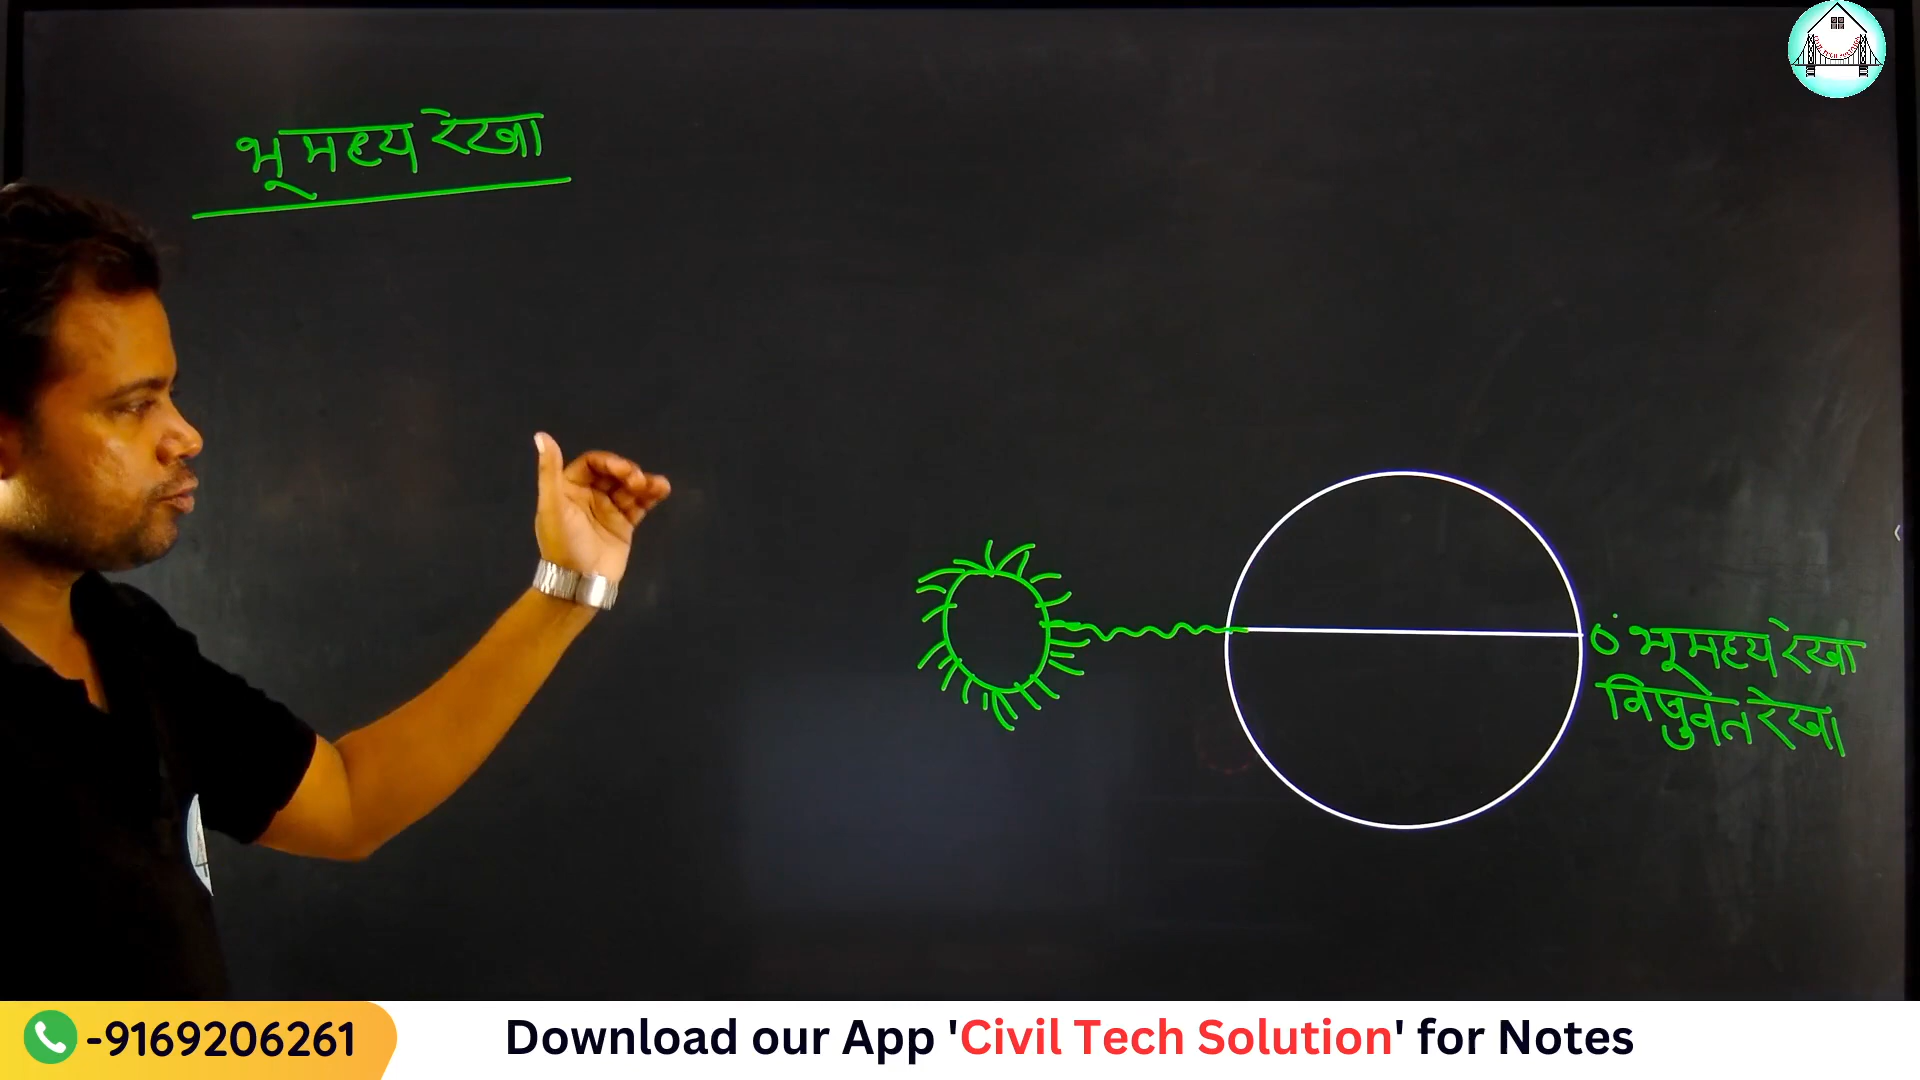 भूमध्य रेखा
0° भूमध्य रेखा
विषुवत रेखा
-9169206261
Download our App 'Civil Tech Solution' for Notes